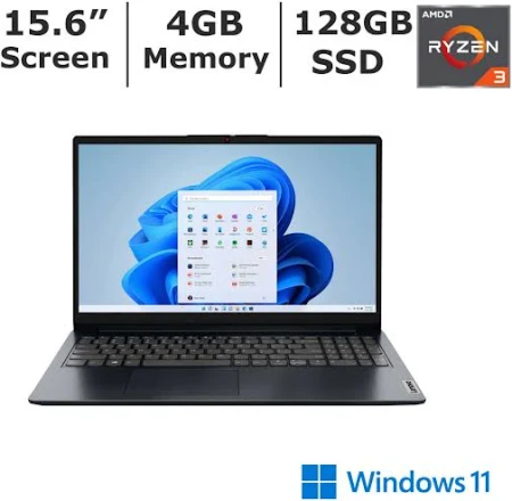 15.6”
Screen
4GB
Memory
128GB
SSD
AMD
RYZEN
3
Windows 11